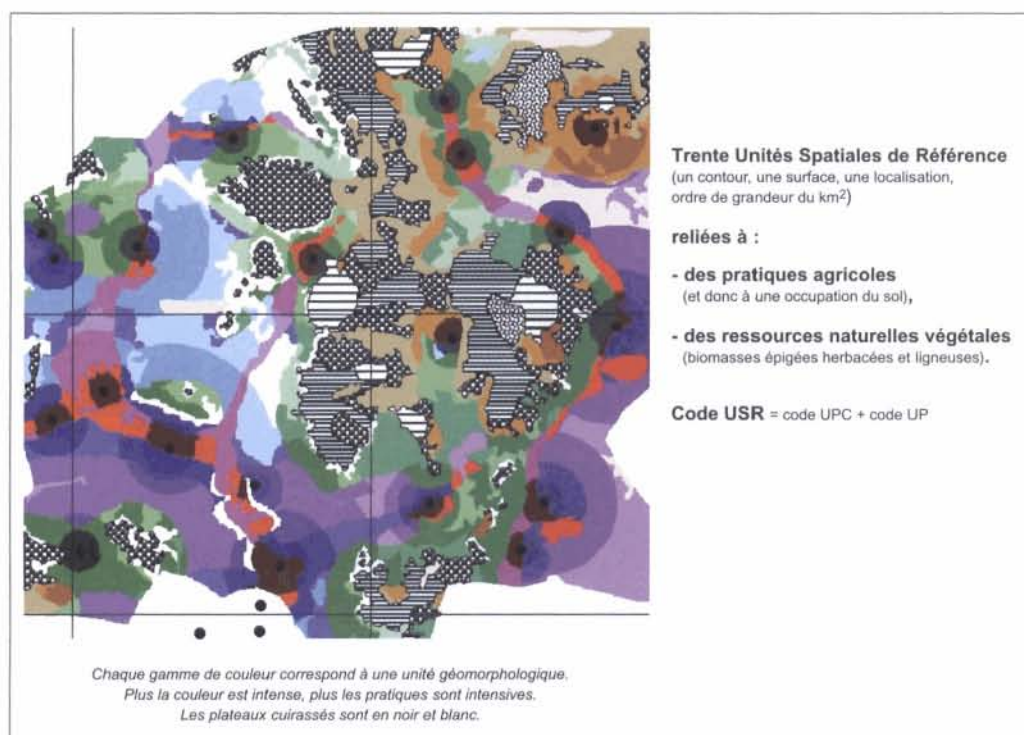 Trente Unités Spatiales de Référence
(un contour, une surface, une localisation,
ordre de grandeur du km²)
reliées à :
- des pratiques agricoles
(et donc à une occupation du sol),
- des ressources naturelles végétales
(biomasses épigées herbacées et ligneuses).
Code USR = code UPC + code UP
Chaque gamme de couleur correspond à une unité géomorphologique.
Plus la couleur est intense, plus les pratiques sont intensives.
Les plateaux cuirassés sont en noir et blanc.